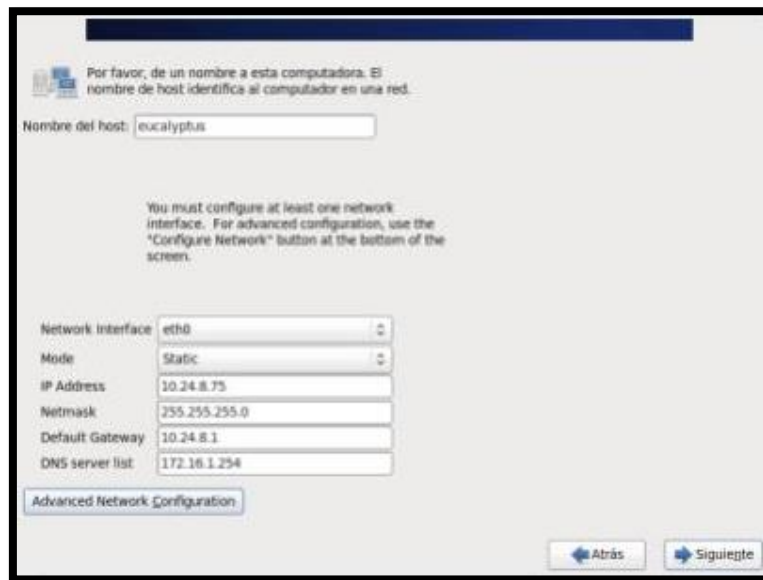 Por favor, de un nombre a esta computadora. El
nombre de host identifica al computador en una red.
Nombre del host: eucalyptus
You must configure at least one network
interface. For advanced configuration, use the
"Configure Network" button at the bottom of the
screen.
Network Interface eth0
Mode Static
IP Address 10.24.8.75
Netmask 255.255.255.0
Default Gateway 10.24.8.1
DNS server list 172.16.1.254
Advanced Network Configuration
Atrás Siguiente